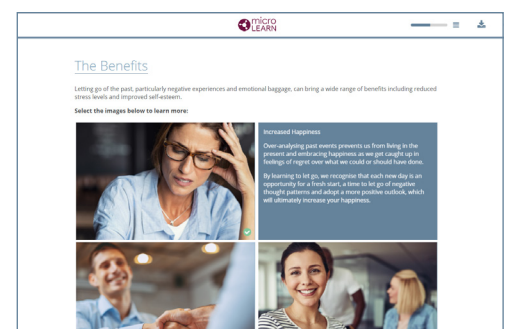 micro
LEARN
The Benefits
Letting go of the past, particularly negative experiences and emotional baggage, can bring a wide range of benefits including reduced
stress levels and improved self-esteem.
Select the images below to learn more:
Increased Happiness
Over-analysing past events prevents us from living in the
present and embracing happiness as we get caught up in
feelings of regret over what we could or should have done.
By learning to let go, we recognise that each new day is an
opportunity for a fresh start, a time to let go of negative
thought patterns and adopt a more positive outlook, which
will ultimately increase your happiness.